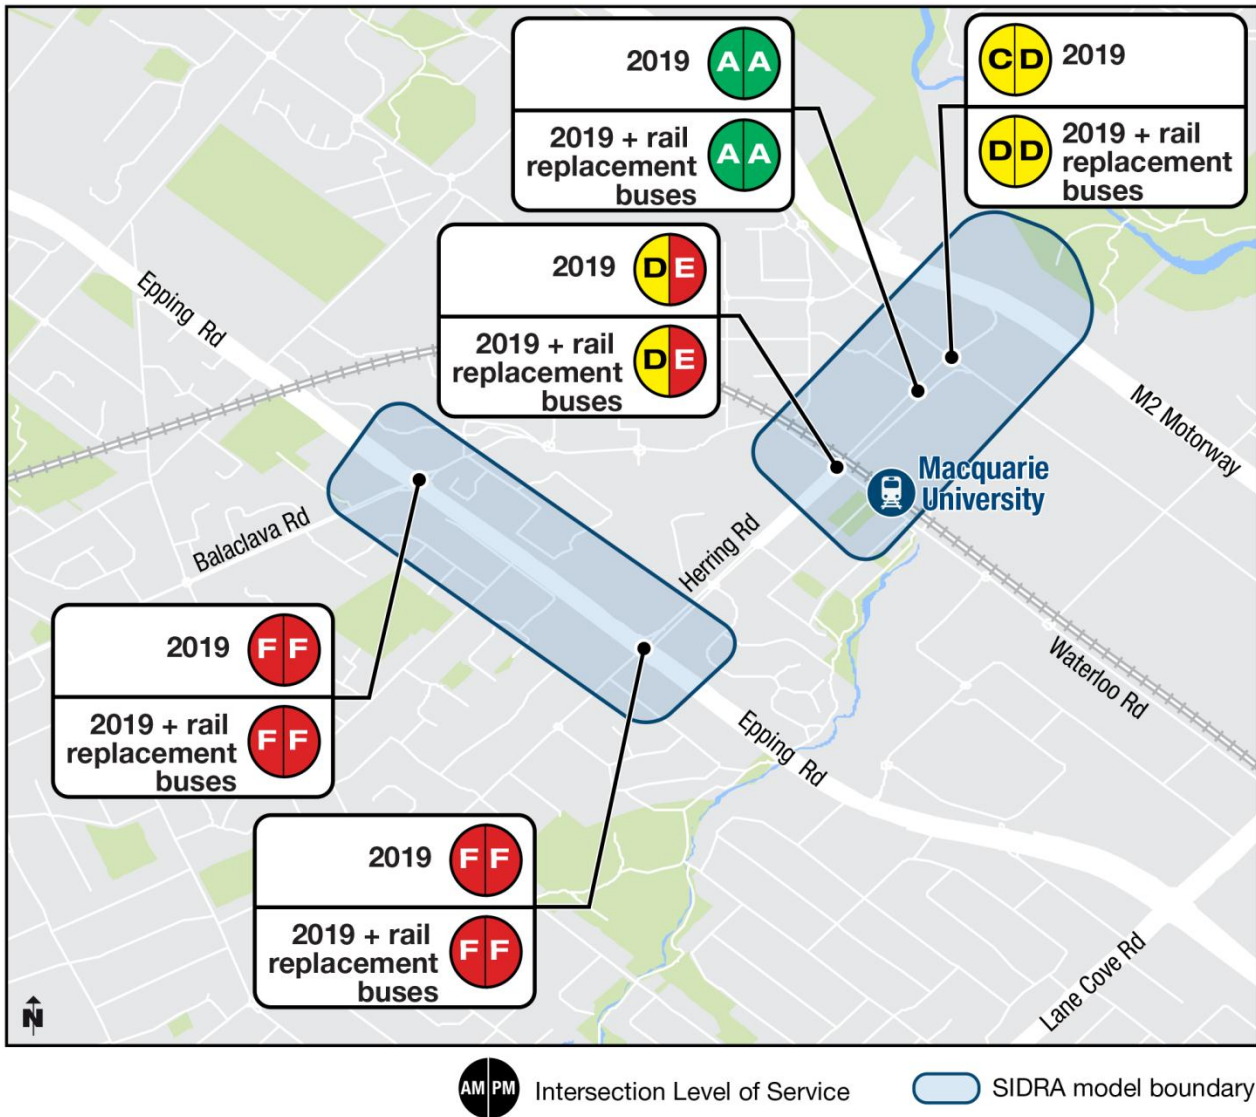 2019
A A
2019 + rail
replacement
buses
A A
C D
2019
D D
2019 + rail
replacement
buses
2019
D E
2019 + rail
replacement
buses
D E
Epping Rd
M2 Motorway
Macquarie
University
Balaclava Rd
Herring Rd
Waterloo Rd
2019
F F
2019 + rail
replacement
buses
F F
Epping Rd
2019
F F
2019 + rail
replacement
buses
F F
Lane Cove Rd
N
AM PM
Intersection Level of Service
SIDRA model boundary